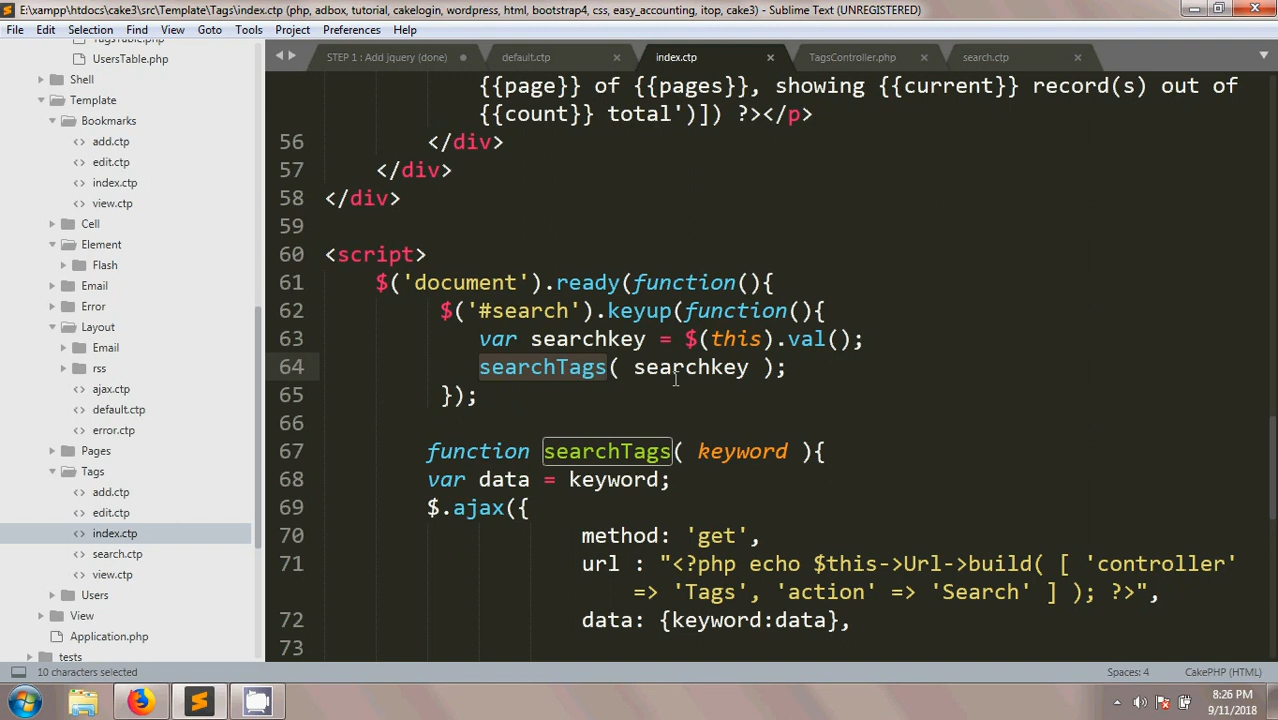 E:\xampp\htdocs\cake3\src\Template\Tags\index.ctp (php, adbox, tutorial, cakelogin, wordpress, html, bootstrap4, css, easy_accounting, lop, cake3) - Sublime Text (UNREGISTERED)
File Edit Selection Find View Goto Tools Project Preferences Help
STEP 1 : Add jquery (done) default.ctp index.ctp TagsController.php search.ctp
TagsTable.php
UsersTable.php
Shell
Template
Bookmarks
add.ctp
edit.ctp
index.ctp
view.ctp
Cell
Element
Flash
Email
Error
Layout
Email
rss
ajax.ctp
default.ctp
error.ctp
Pages
Tags
add.ctp
edit.ctp
index.ctp
search.ctp
view.ctp
Users
View
Application.php
tests
{{page}} of {{pages}}, showing {{current}} record(s) out of
{{count}} total')]) ?></p>
56 </div>
57 </div>
58 </div>
59
60 <script>
61 $('document').ready(function(){
62 $('#search').keyup(function(){
63 var searchkey = $(this).val();
64 searchTags( searchkey );
65 });
66
67 function searchTags( keyword ){
68 var data = keyword;
69 $.ajax({
70 method: 'get',
71 url : "<?php echo $this->Url->build( [ 'controller'
=> 'Tags', 'action' => 'Search' ] ); ?>",
72 data: {keyword:data},
73
10 characters selected Spaces: 4 CakePHP (HTML)
8:26 PM
9/11/2018